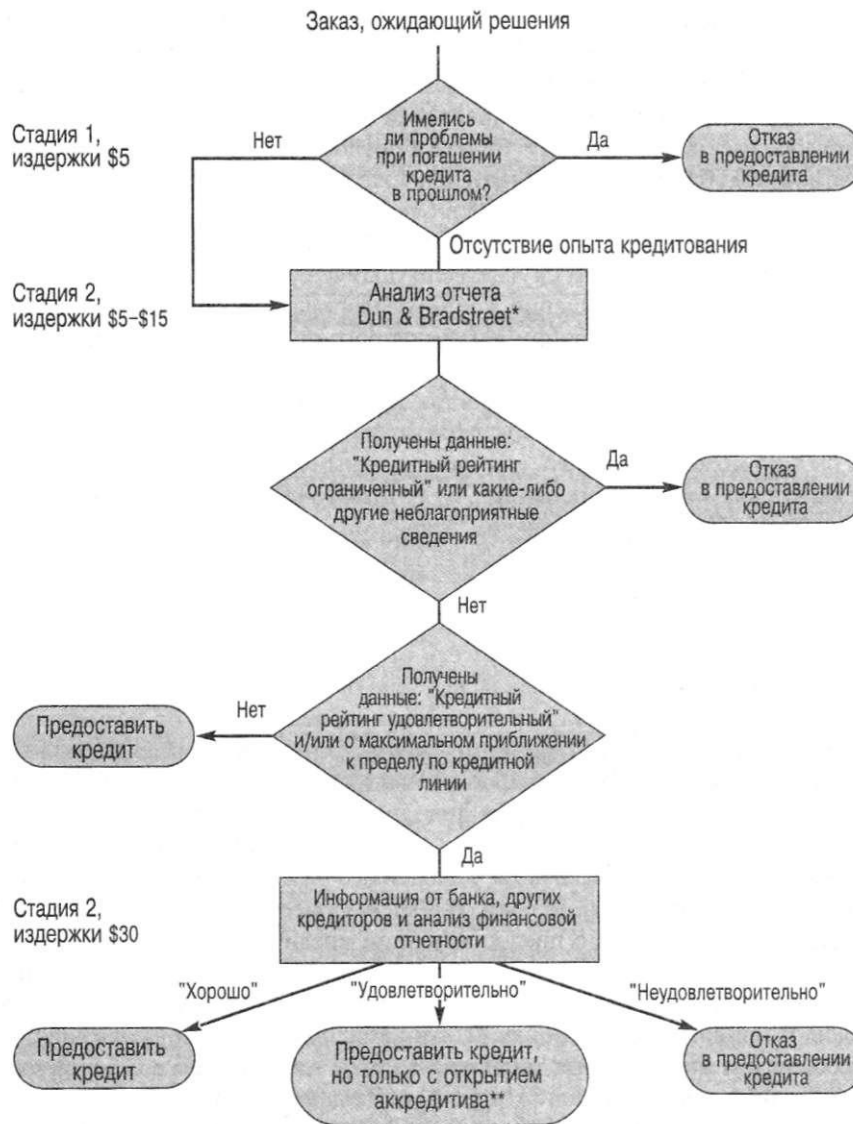 Заказ, ожидающий решения
Стадия 1,
издержки $5
Нет
Имелись
ли проблемы
при погашении
кредита
в прошлом?
Да
Отказ
в предоставлении
кредита
Отсутствие опыта кредитования
Стадия 2,
издержки $5–$15
Анализ отчета
Dun & Bradstreet*
Получены данные:
"Кредитный рейтинг
ограниченный" или какие-либо
другие неблагоприятные
сведения
Да
Отказ
в предоставлении
кредита
Нет
Получены
данные: "Кредитный
рейтинг удовлетворительный"
и/или о максимальном приближении
к пределу по кредитной
линии
Нет
Предоставить
кредит
Да
Стадия 2,
издержки $30
Информация от банка, других
кредиторов и анализ финансовой
отчетности
"Хорошо"
"Удовлетворительно"
"Неудовлетворительно"
Предоставить
кредит
Предоставить кредит,
но только с открытием
аккредитива**
Отказ
в предоставлении
кредита